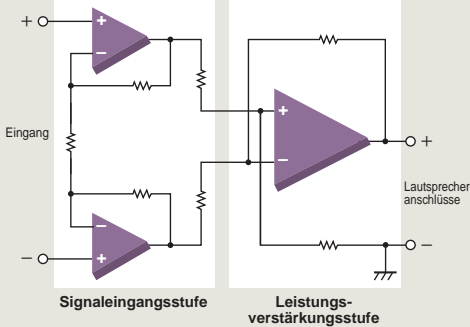 +
+
−
Eingang
−
+
−
+
−
+
Lautsprecher
anschlüsse
−
Signaleingangsstufe
Leistungs-
verstärkungsstufe